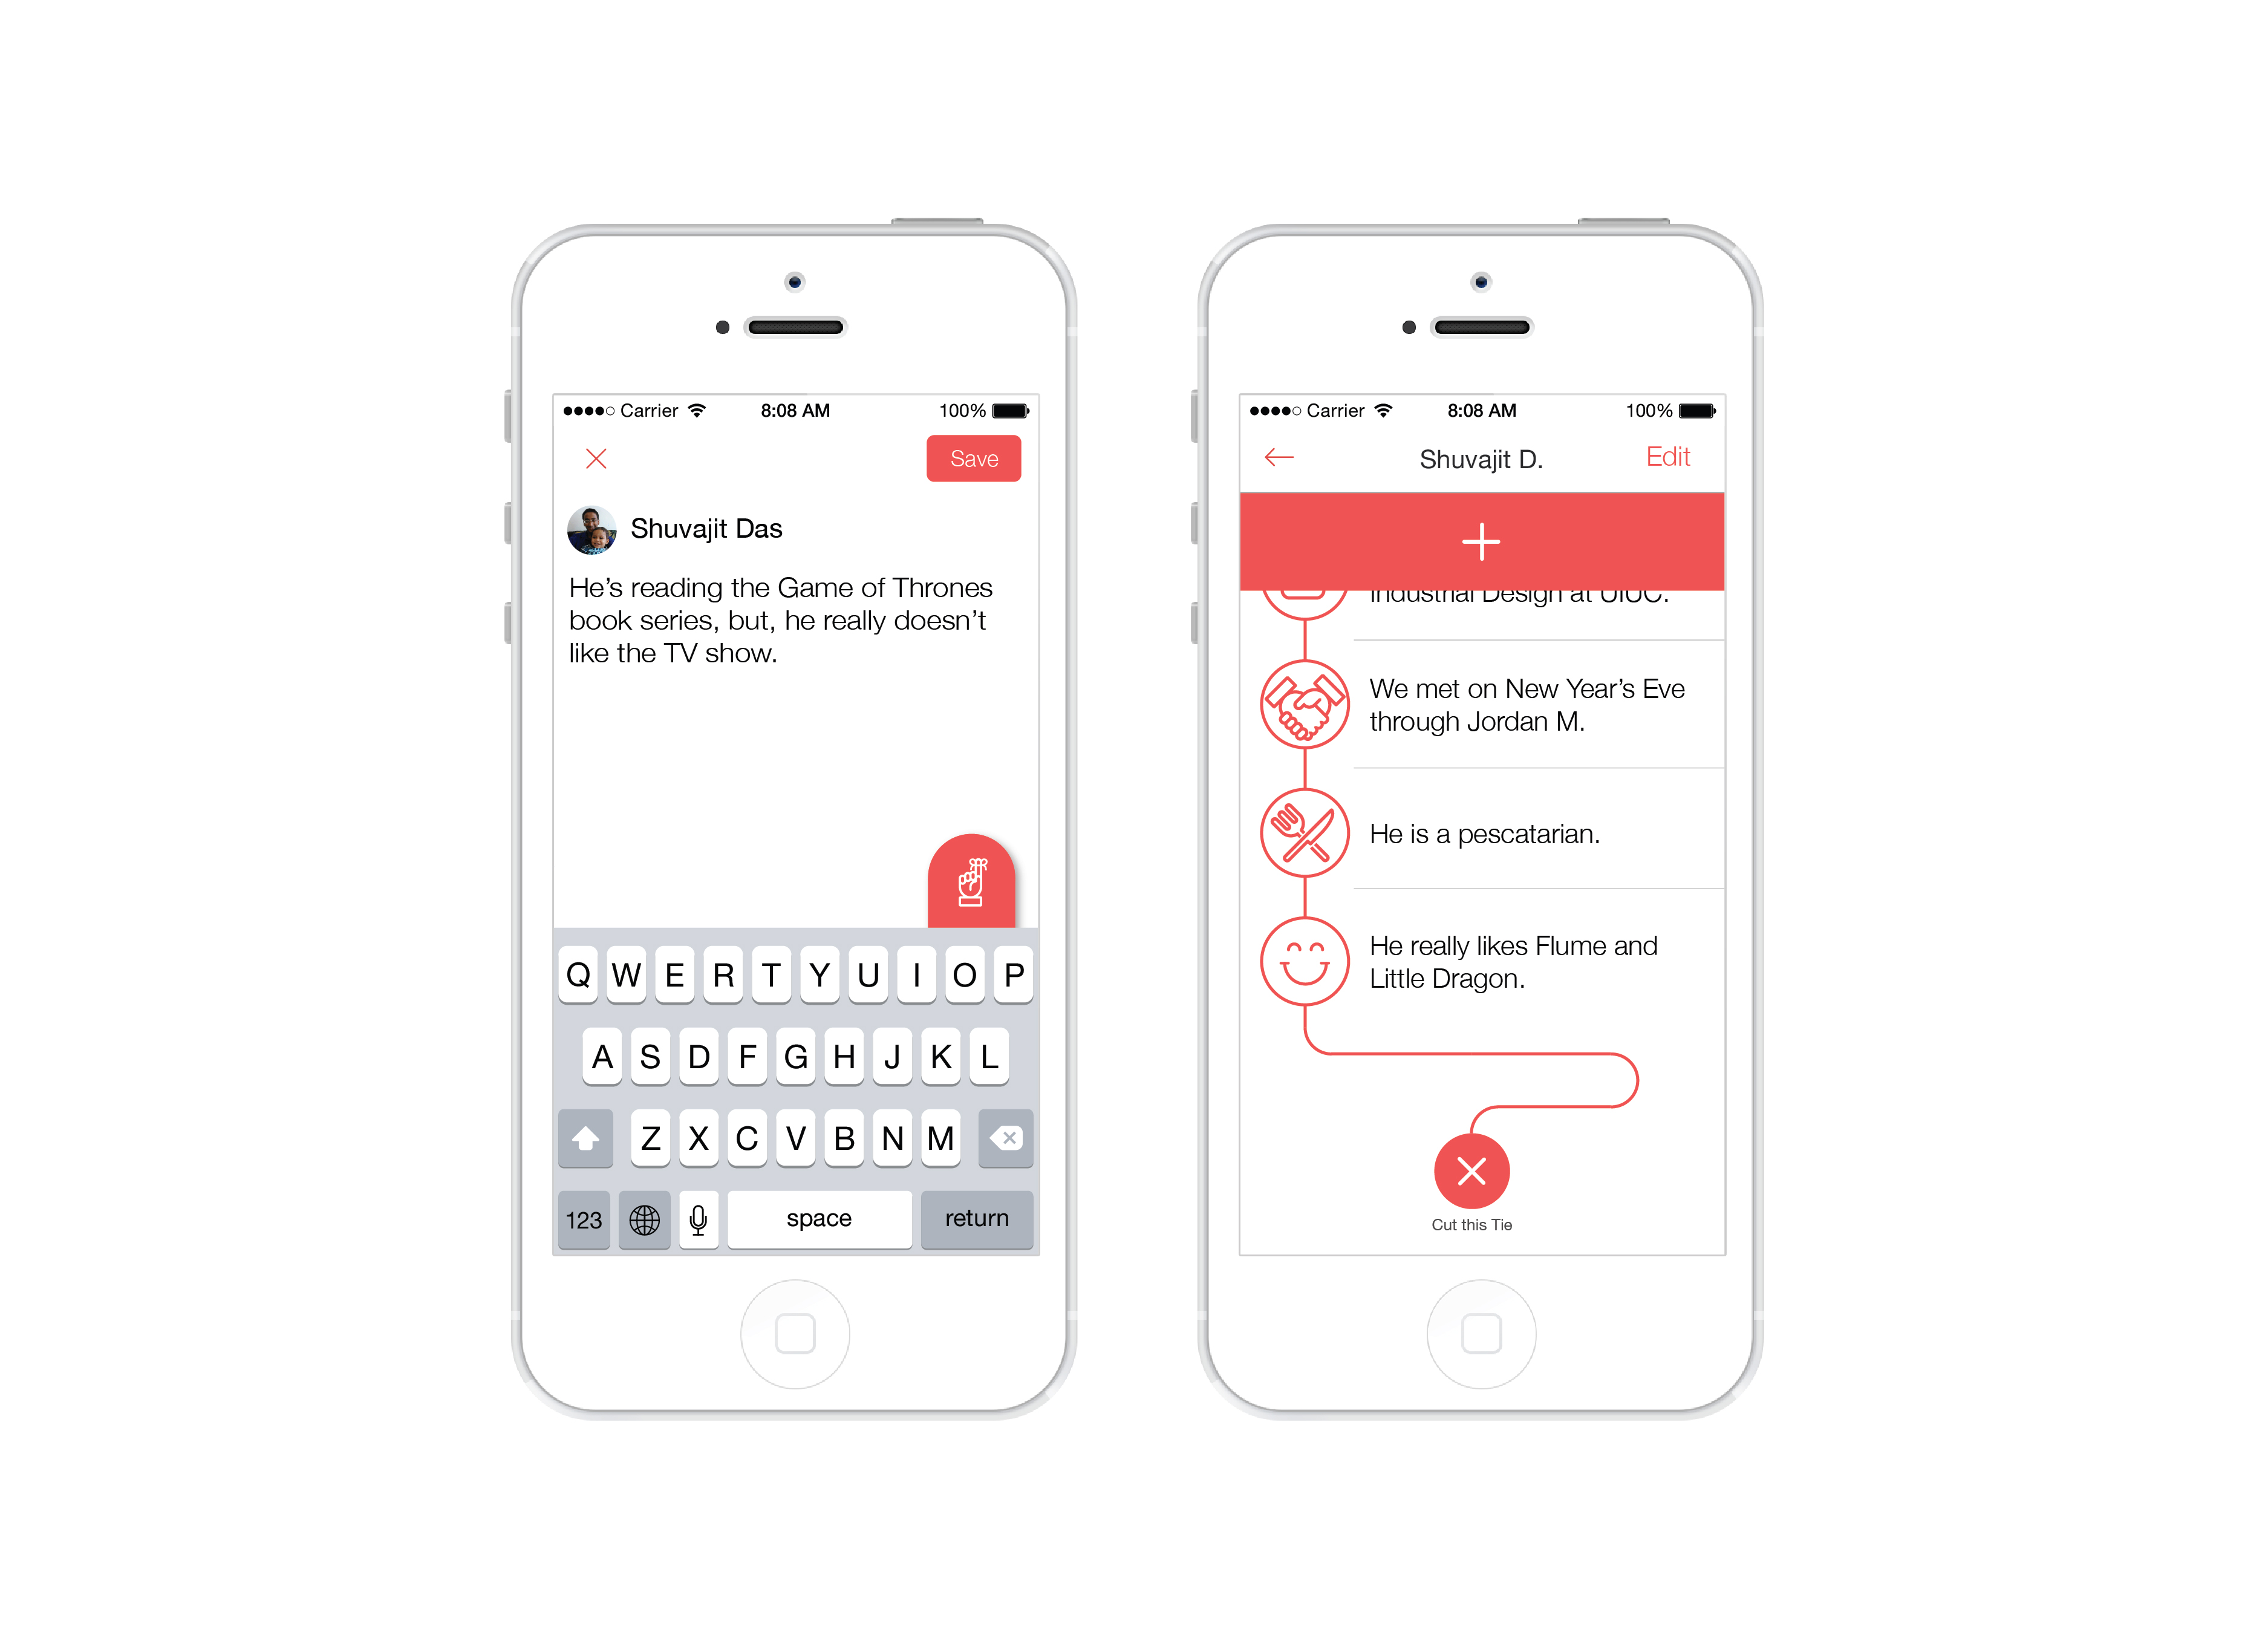 Carrier 8:08 AM 100%
Save
Shuvajit Das
He’s reading the Game of Thrones
book series, but, he really doesn’t
like the TV show.
Q W E R T Y U I O P
A S D F G H J K L
Z X C V B N M
123 space return
Carrier 8:08 AM 100%
Shuvajit D. Edit
Industrial Design at UIUC.
We met on New Year’s Eve
through Jordan M.
He is a pescatarian.
He really likes Flume and
Little Dragon.
Cut this Tie